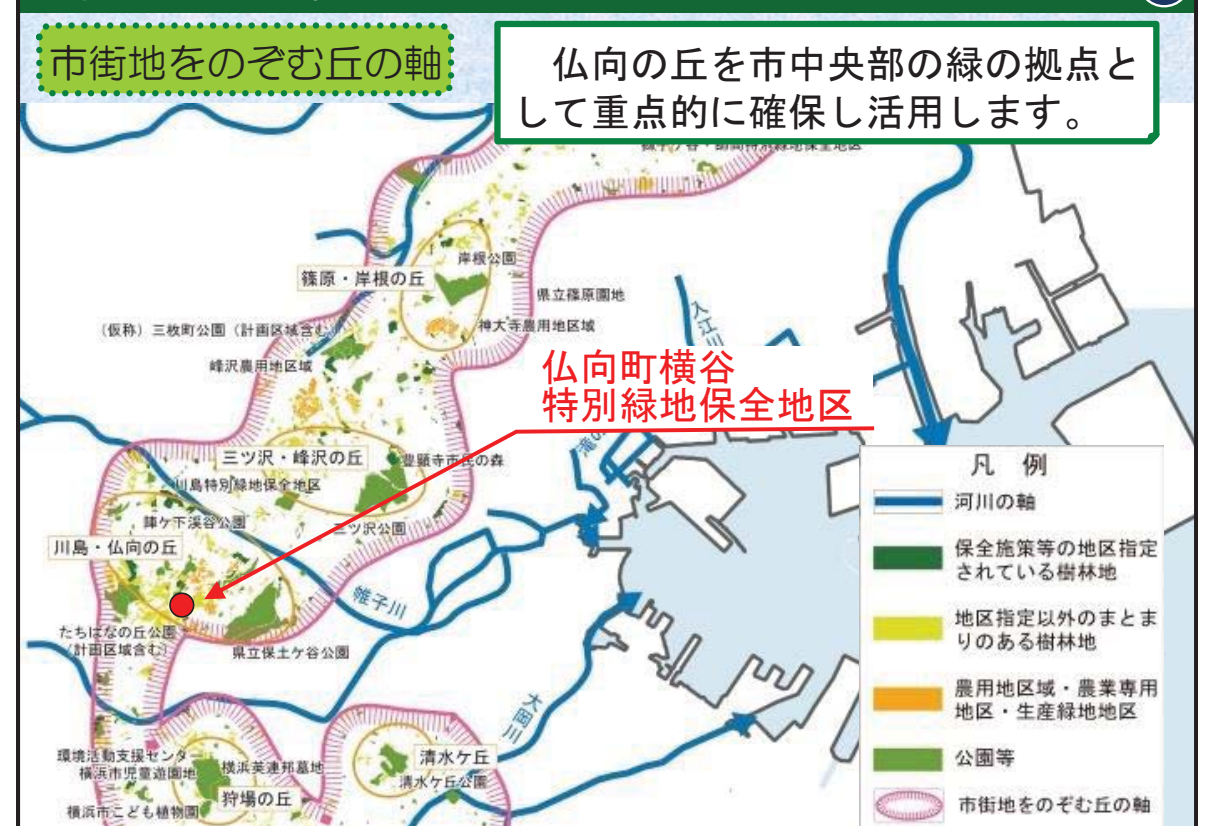 市街地をのぞむ丘の軸
仏向の丘を市中央部の緑の拠点と
して重点的に確保し活用します。
岸根公園
篠原・岸根の丘
県立篠原園地
入江川
(仮称)三枚町公園(計画区域含む)
神大寺農用地区域
峰沢農用地区域
仏向町横谷
特別緑地保全地区
三ツ沢・峰沢の丘
豊顕寺市民の森
川島特別緑地保全地区
陣ケ下渓谷公園
三ツ沢公園
川島・仏向の丘
帷子川
たちばなの丘公園
(計画区域含む)
県立保土ケ谷公園
大岡川
環境活動支援センター
横浜市児童遊園地
横浜英連邦墓地
清水ケ丘
清水ケ丘公園
狩場の丘
横浜市こども植物園
凡 例
河川の軸
保全施策等の地区指定
されている樹林地
地区指定以外のまとま
りのある樹林地
農用地区域・農業専用
地区・生産緑地地区
公園等
市街地をのぞむ丘の軸